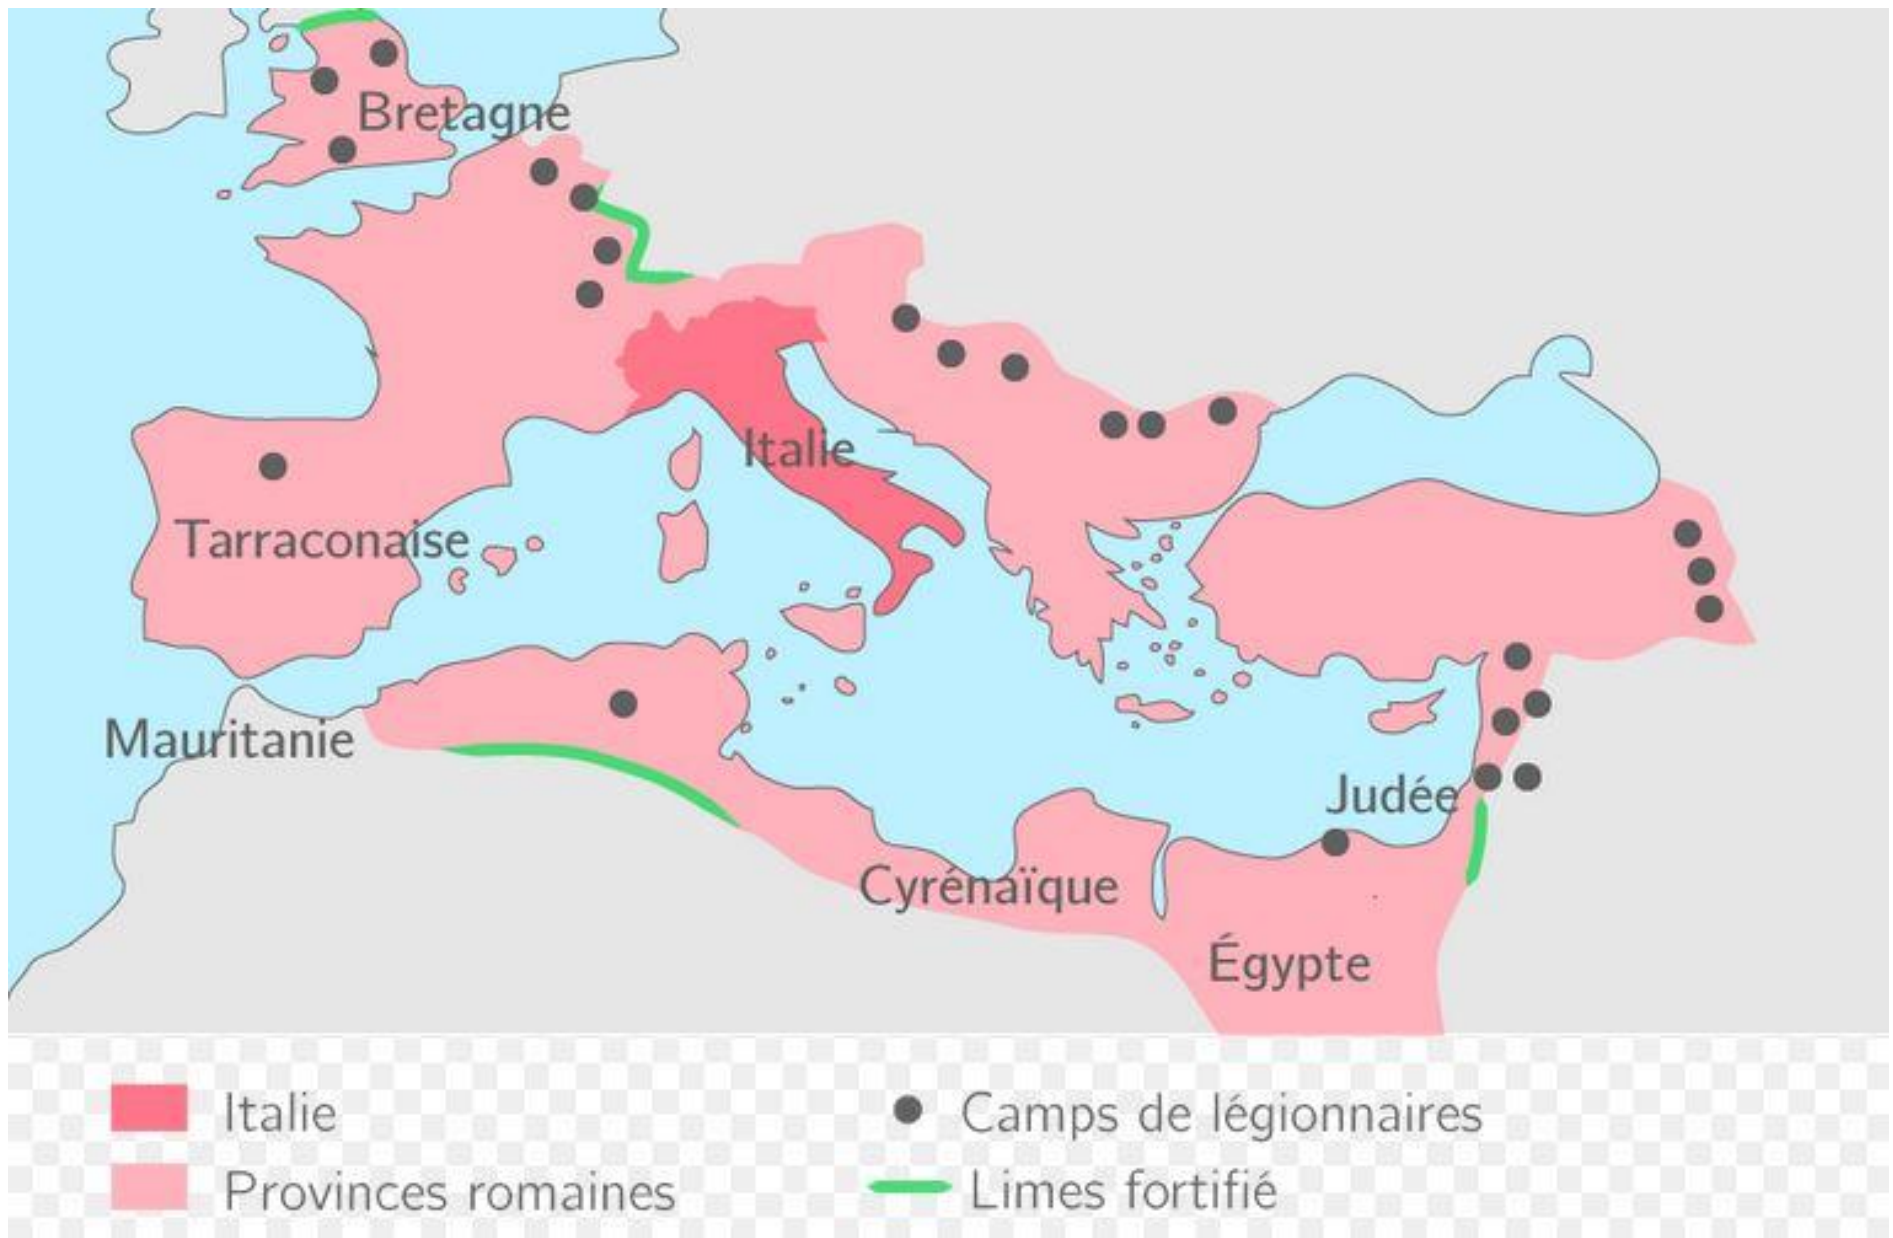 Bretagne
Italie
Tarraconaise
Mauritanie
Judée
Cyrénaïque
Égypte
Italie
Provinces romaines
Camps de légionnaires
Limes fortifié